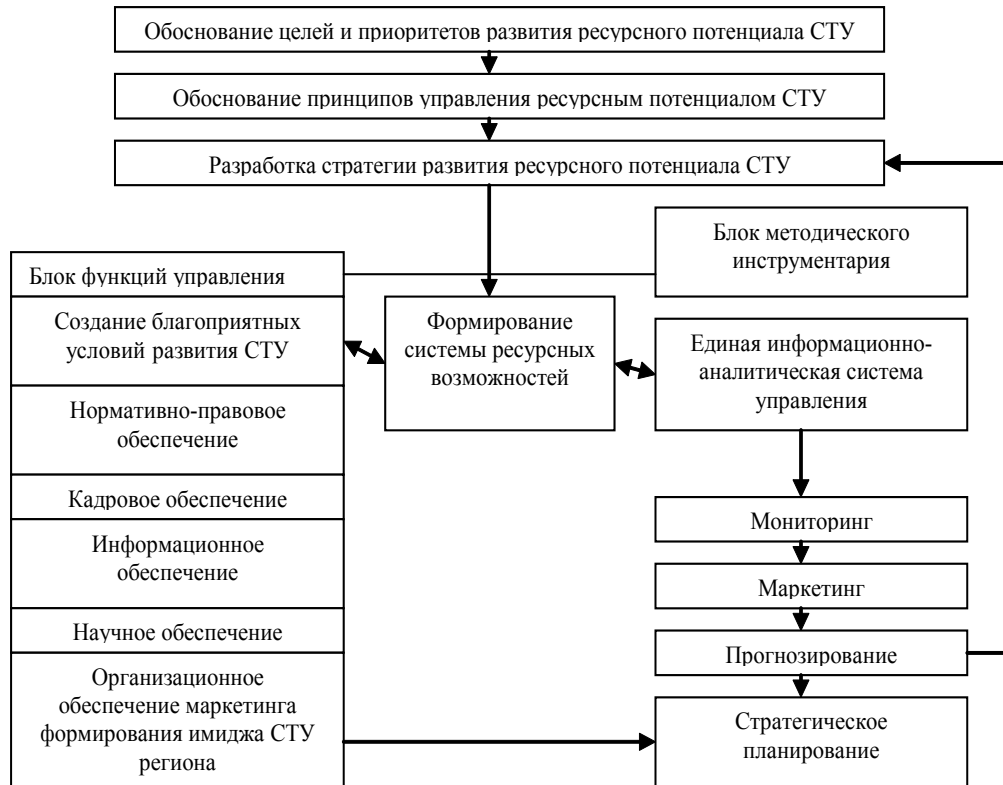 Обоснование целей и приоритетов развития ресурсного потенциала СТУ
Обоснование принципов управления ресурсным потенциалом СТУ
Разработка стратегии развития ресурсного потенциала СТУ
Блок методического
инструментария
Блок функций управления
Создание благоприятных
условий развития СТУ
Нормативно-правовое
обеспечение
Кадровое обеспечение
Информационное
обеспечение
Научное обеспечение
Организационное
обеспечение маркетинга
формирования имиджа СТУ
региона
Формирование
системы ресурсных
возможностей
Единая информационно-
аналитическая система
управления
Мониторинг
Маркетинг
Прогнозирование
Стратегическое
планирование